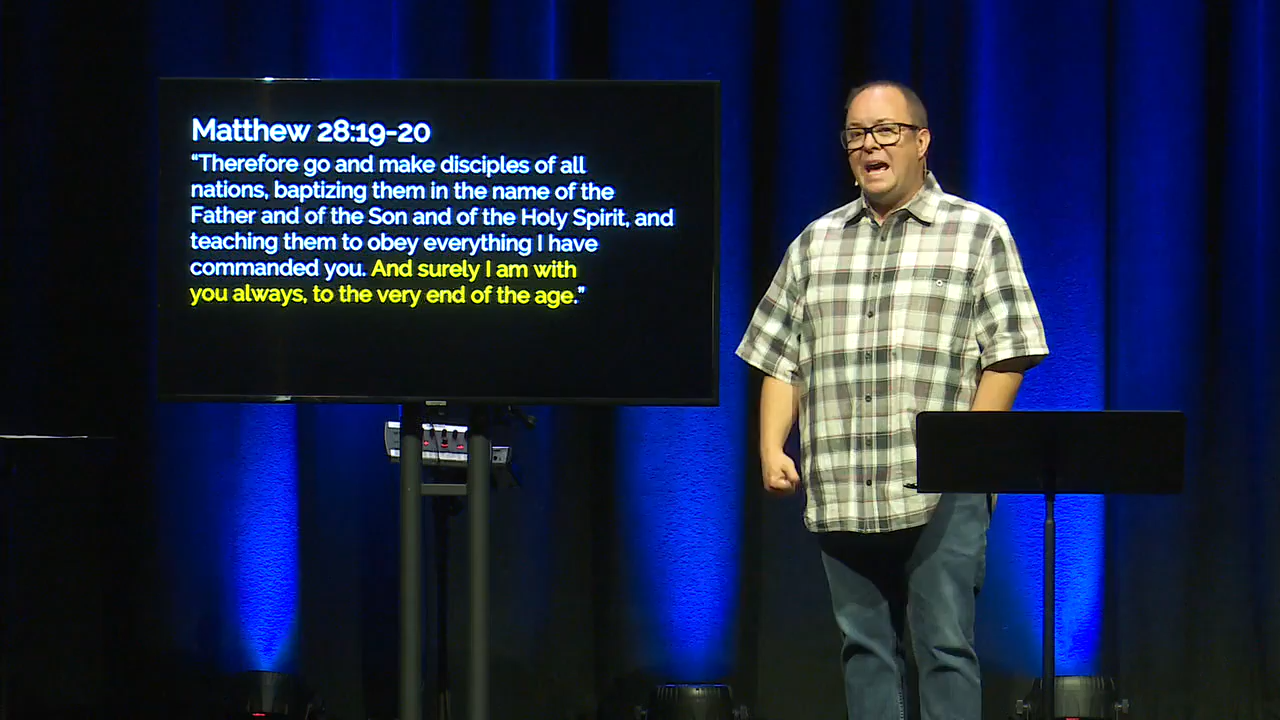 Matthew 28:19-20
“Therefore go and make disciples of all
nations, baptizing them in the name of the
Father and of the Son and of the Holy Spirit, and
teaching them to obey everything I have
commanded you. And surely I am with
you always, to the very end of the age.”